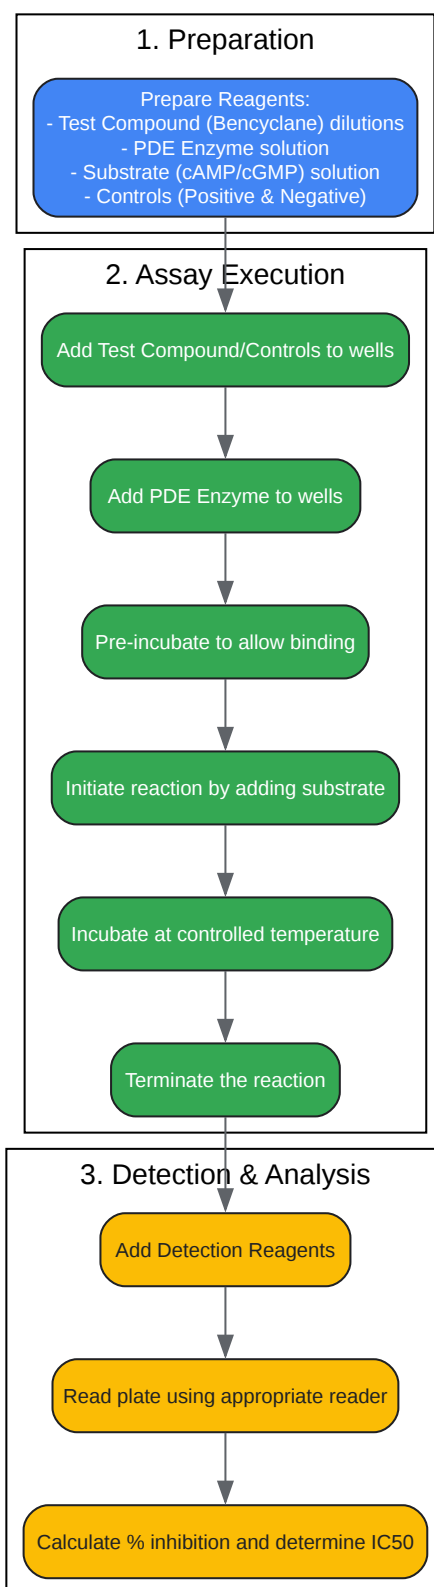 1. Preparation
Prepare Reagents:
- Test Compound (Bencyclane) dilutions
- PDE Enzyme solution
- Substrate (cAMP/cGMP) solution
- Controls (Positive & Negative)
2. Assay Execution
Add Test Compound/Controls to wells
Add PDE Enzyme to wells
Pre-incubate to allow binding
Initiate reaction by adding substrate
Incubate at controlled temperature
Terminate the reaction
3. Detection & Analysis
Add Detection Reagents
Read plate using appropriate reader
Calculate % inhibition and determine IC50